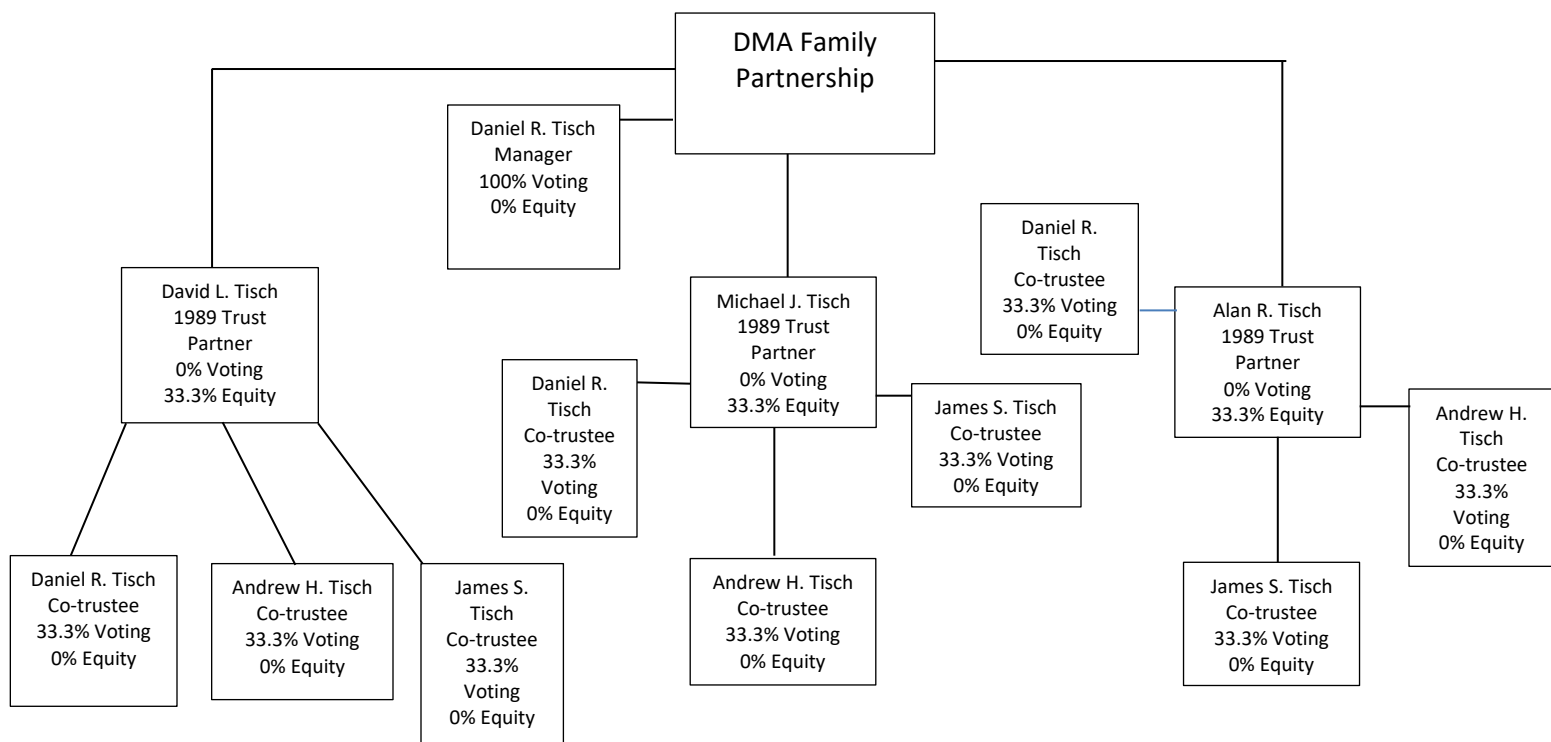 DMA Family
Partnership
Daniel R. Tisch
Manager
100% Voting
0% Equity
David L. Tisch
1989 Trust
Partner
0% Voting
33.3% Equity
Michael J. Tisch
1989 Trust
Partner
0% Voting
33.3% Equity
Daniel R.
Tisch
Co-trustee
33.3% Voting
0% Equity
Alan R. Tisch
1989 Trust
Partner
0% Voting
33.3% Equity
Daniel R.
Tisch
Co-trustee
33.3%
Voting
0% Equity
James S. Tisch
Co-trustee
33.3% Voting
0% Equity
Andrew H.
Tisch
Co-trustee
33.3%
Voting
0% Equity
Daniel R. Tisch
Co-trustee
33.3% Voting
0% Equity
Andrew H. Tisch
Co-trustee
33.3% Voting
0% Equity
James S.
Tisch
Co-trustee
33.3%
Voting
0% Equity
Andrew H. Tisch
Co-trustee
33.3% Voting
0% Equity
James S. Tisch
Co-trustee
33.3% Voting
0% Equity